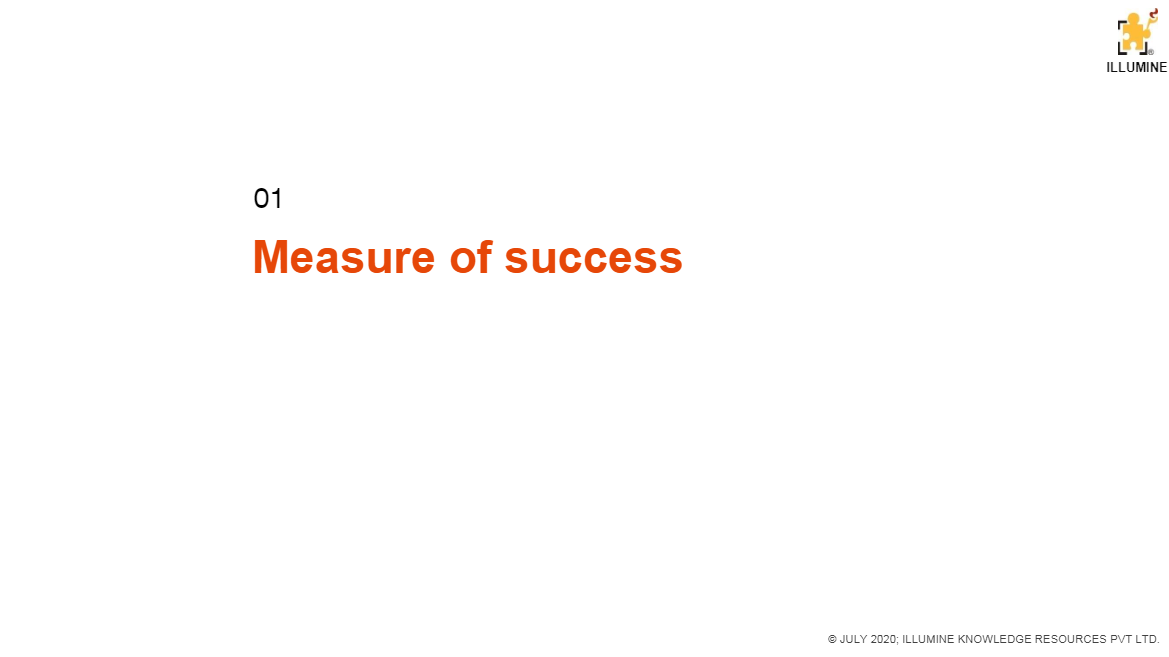 ®
ILLUMINE
01
Measure of success
© JULY 2020; ILLUMINE KNOWLEDGE RESOURCES PVT LTD.